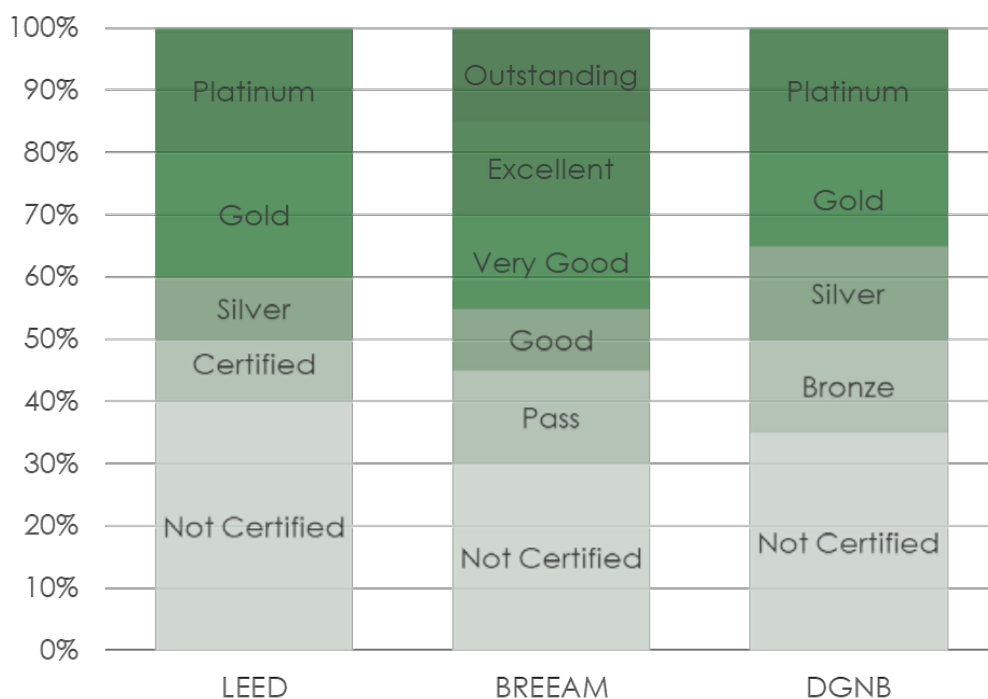 100%
90%
80%
70%
60%
50%
40%
30%
20%
10%
0%
Platinum
Gold
Silver
Certified
Not Certified
Outstanding
Excellent
Very Good
Good
Pass
Not Certified
Platinum
Gold
Silver
Bronze
Not Certified
LEED BREEAM DGNB